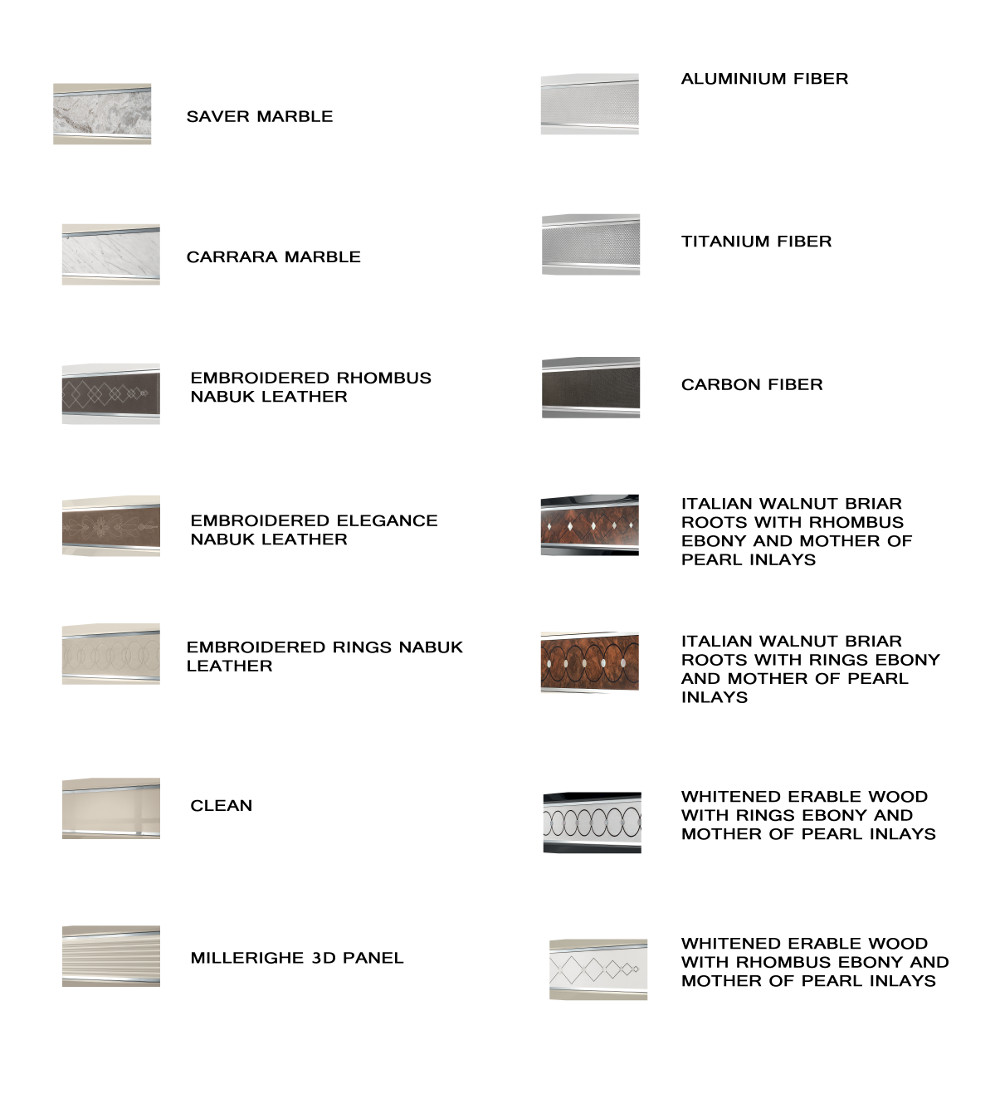 SAVER MARBLE
CARRARA MARBLE
EMBROIDERED RHOMBUS
NABUK LEATHER
EMBROIDERED ELEGANCE
NABUK LEATHER
EMBROIDERED RINGS NABUK
LEATHER
CLEAN
MILLERIGHE 3D PANEL
ALUMINIUM FIBER
TITANIUM FIBER
CARBON FIBER
ITALIAN WALNUT BRIAR
ROOTS WITH RHOMBUS
EBONY AND MOTHER OF
PEARL INLAYS
ITALIAN WALNUT BRIAR
ROOTS WITH RINGS EBONY
AND MOTHER OF PEARL
INLAYS
WHITENED ERABLE WOOD
WITH RINGS EBONY AND
MOTHER OF PEARL INLAYS
WHITENED ERABLE WOOD
WITH RHOMBUS EBONY AND
MOTHER OF PEARL INLAYS